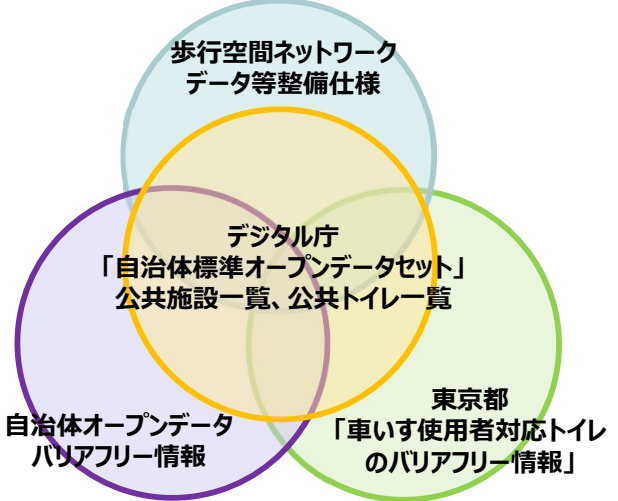 歩行空間ネットワーク
データ等整備仕様
デジタル庁
「自治体標準オープンデータセット」
公共施設一覧、公共トイレ一覧
自治体オープンデータ
バリアフリー情報
東京都
「車いす使用者対応トイレ
のバリアフリー情報」